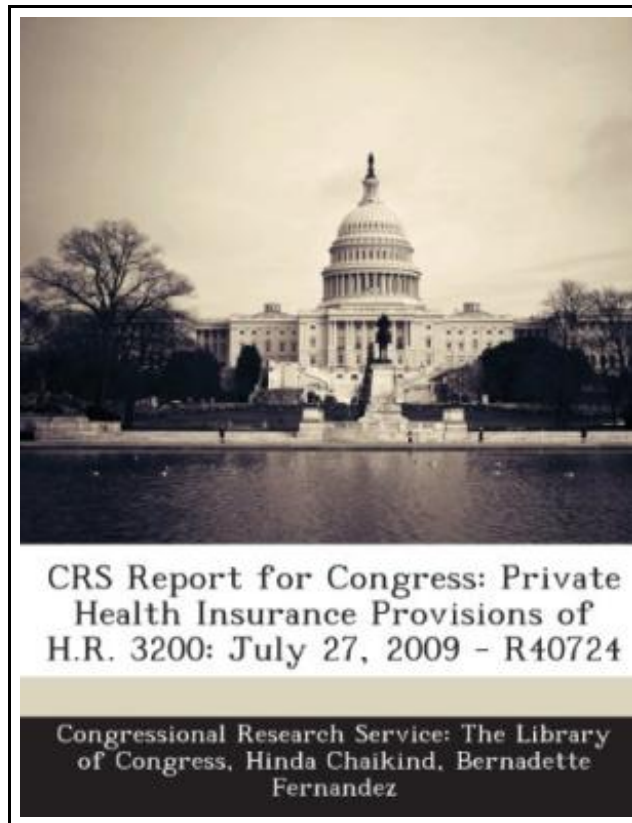 CRS Report for Congress: Private
Health Insurance Provisions of
H.R. 3200: July 27, 2009 - R40724
Congressional Research Service: The Library
of Congress, Hinda Chaikind, Bernadette
Fernandez